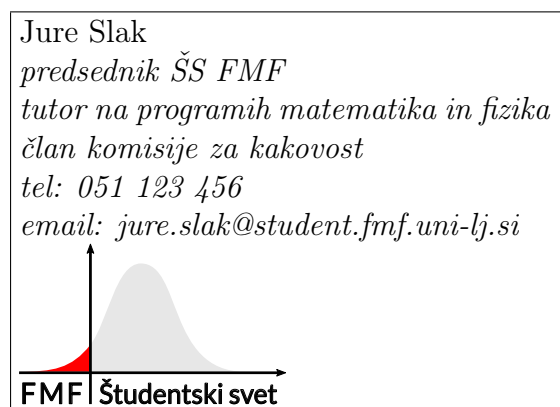 Jure Slak
predsednik ŠS FMF
tutor na programih matematika in fizika
član komisije za kakovost
tel: 051 123 456
email: jure.slak@student.fmf.uni-lj.si
FMF Študentski svet